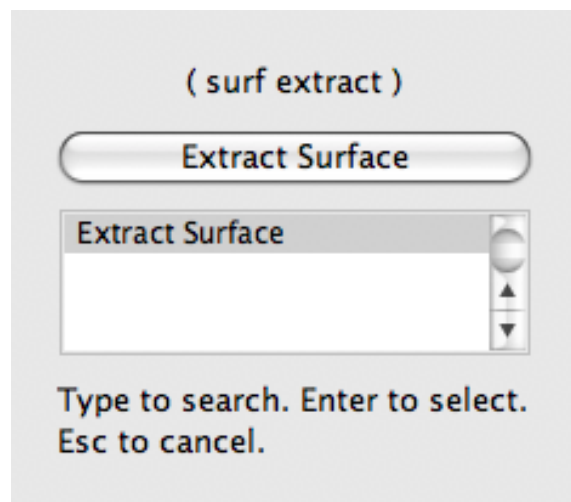 ( surf extract )
Extract Surface
Extract Surface
Type to search. Enter to select.
Esc to cancel.